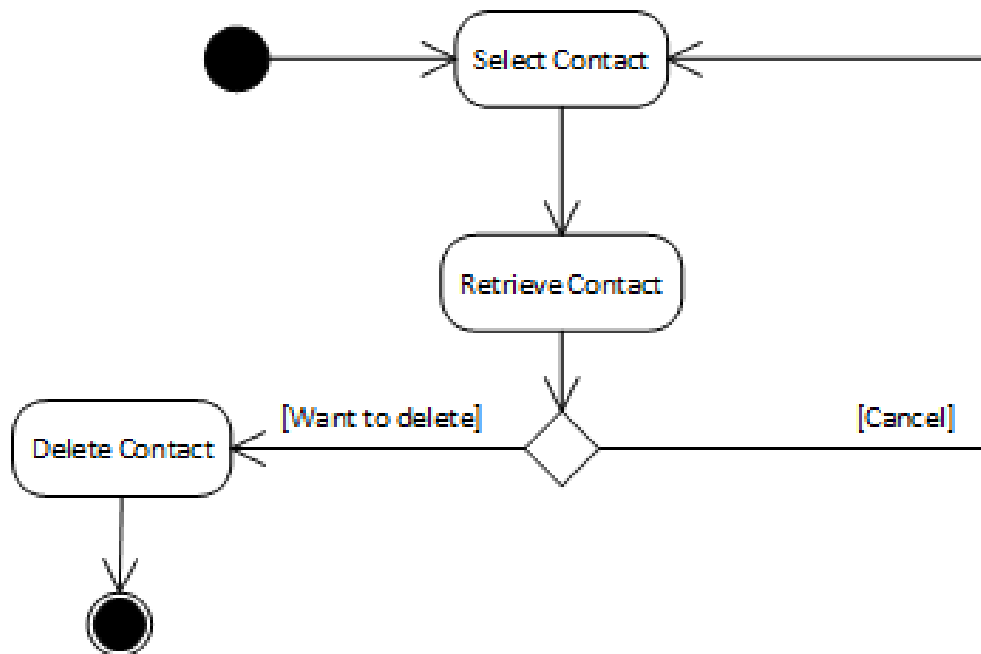 Select Contact
Retrieve Contact
[Want to delete]
[Cancel]
Delete Contact